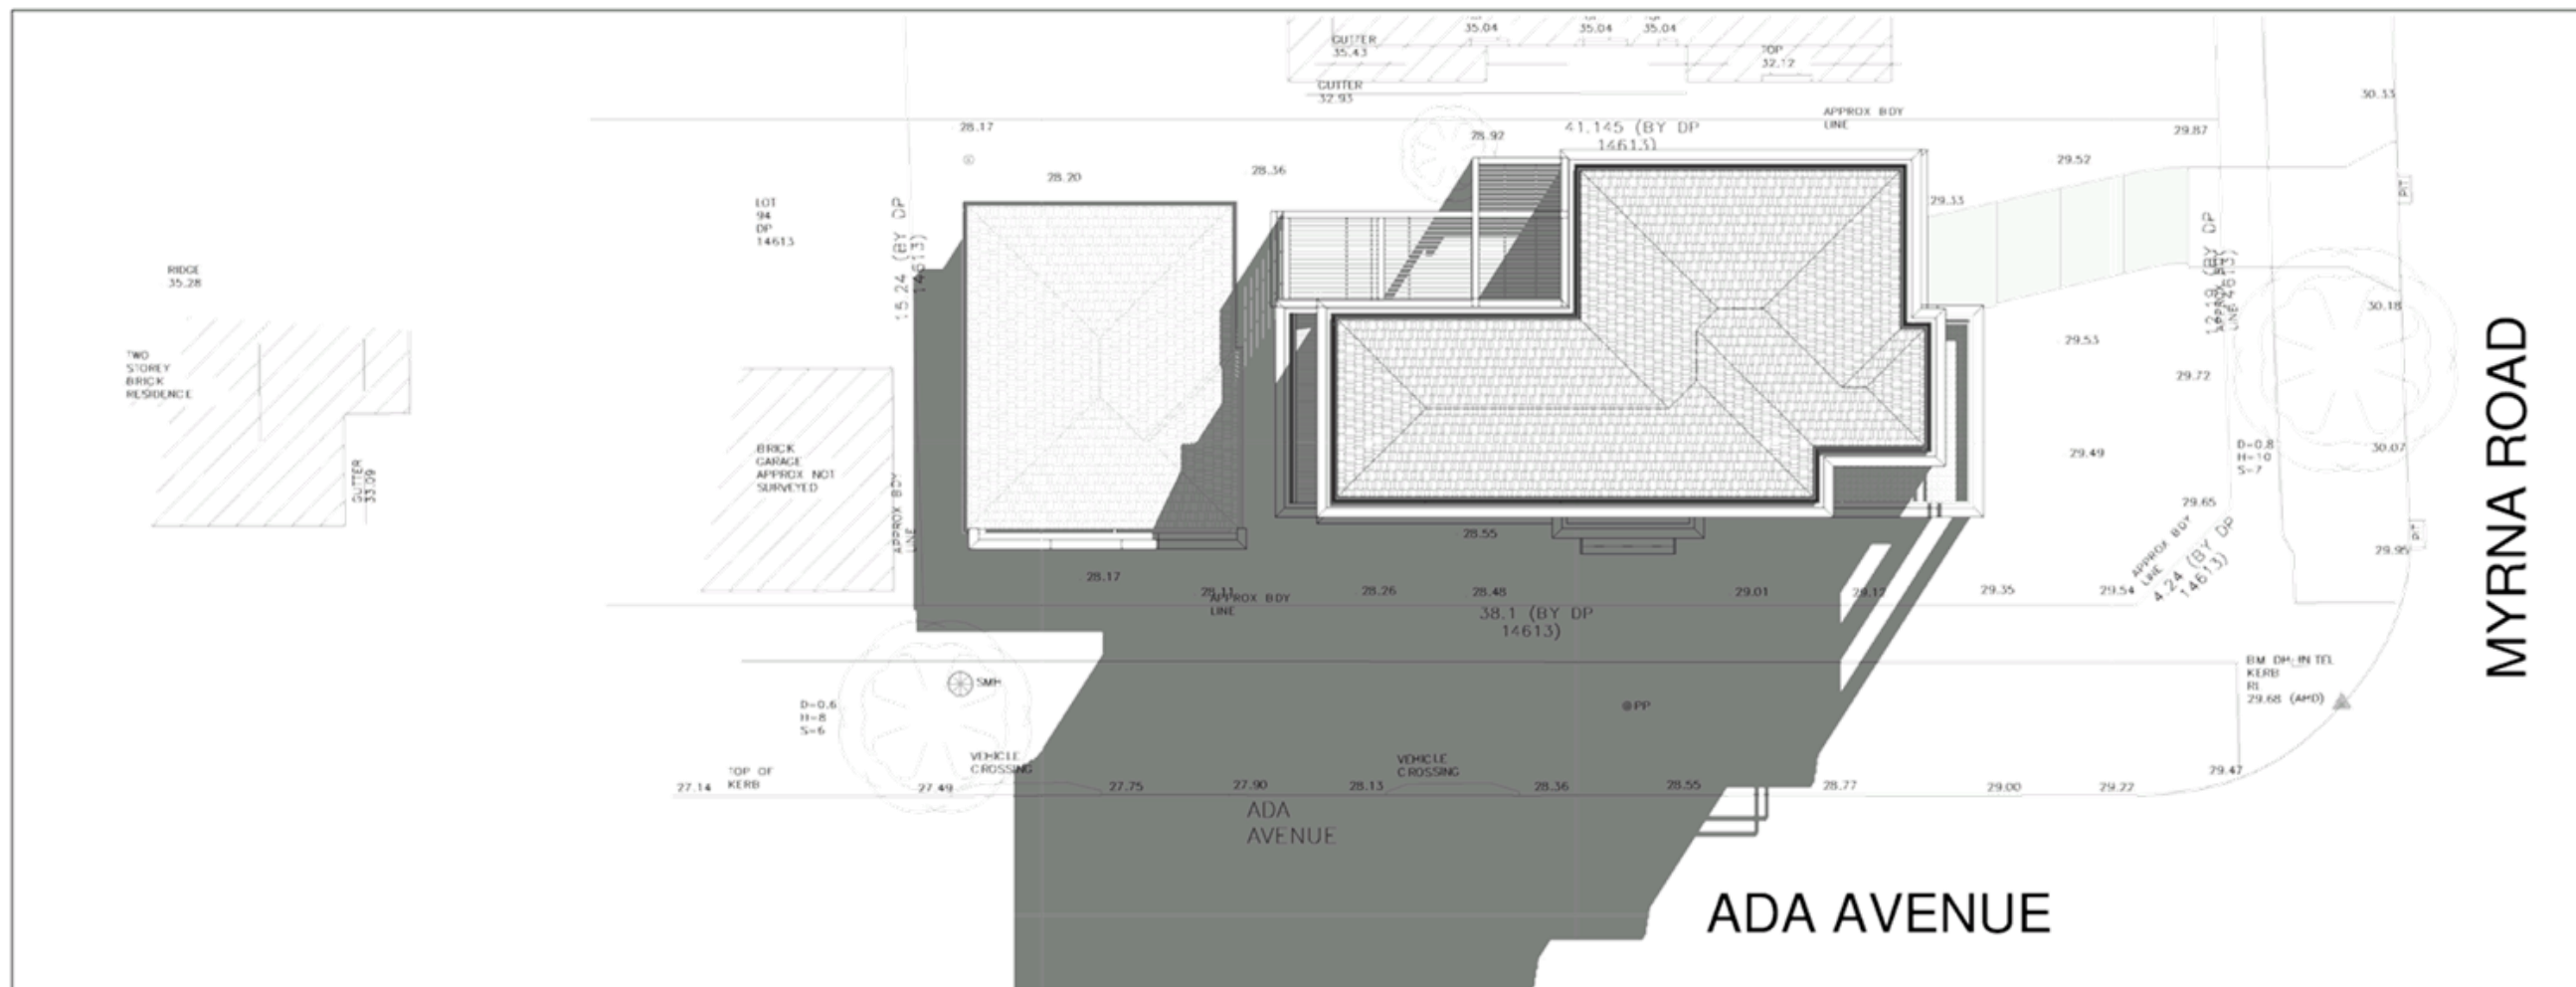 35.04
35.04
35.04
GUTTER
35.43
TOP
32.12
GUTTER
32.93
30.33
APPROX BDY
LINE
28.17
28.92
41.145 (BY DP
14613)
29.87
29.52
28.20
28.36
29.33
PIT
LOT
94
DP
14613
15.24 (BY DP
14613)
RIDGE
35.28
30.18
29.53
TWO
STOREY
BRICK
RESIDENCE
29.72
MYRNA ROAD
BRICK
GARAGE
APPROX NOT
SURVEYED
GUTTER
33.09
APPROX BDY
LINE
29.49
D=0.8
H=10
S=7
30.07
29.65
APPROX BDY
LINE
4.24 (BY DP
14613)
PIT
29.95
28.55
28.17
28.11
APPROX BDY
LINE
28.26
28.48
29.01
29.12
29.35
29.54
38.1 (BY DP
14613)
SMH
BM DH&W IN TEL
KERB
RL
29.68 (AHD)
D=0.6
H=8
S=6
PP
VEHICLE
CROSSING
VEHICLE
CROSSING
TOP OF
KERB
27.14
27.49
27.75
27.90
28.13
28.36
28.55
28.77
29.00
29.22
29.47
ADA
AVENUE
ADA AVENUE